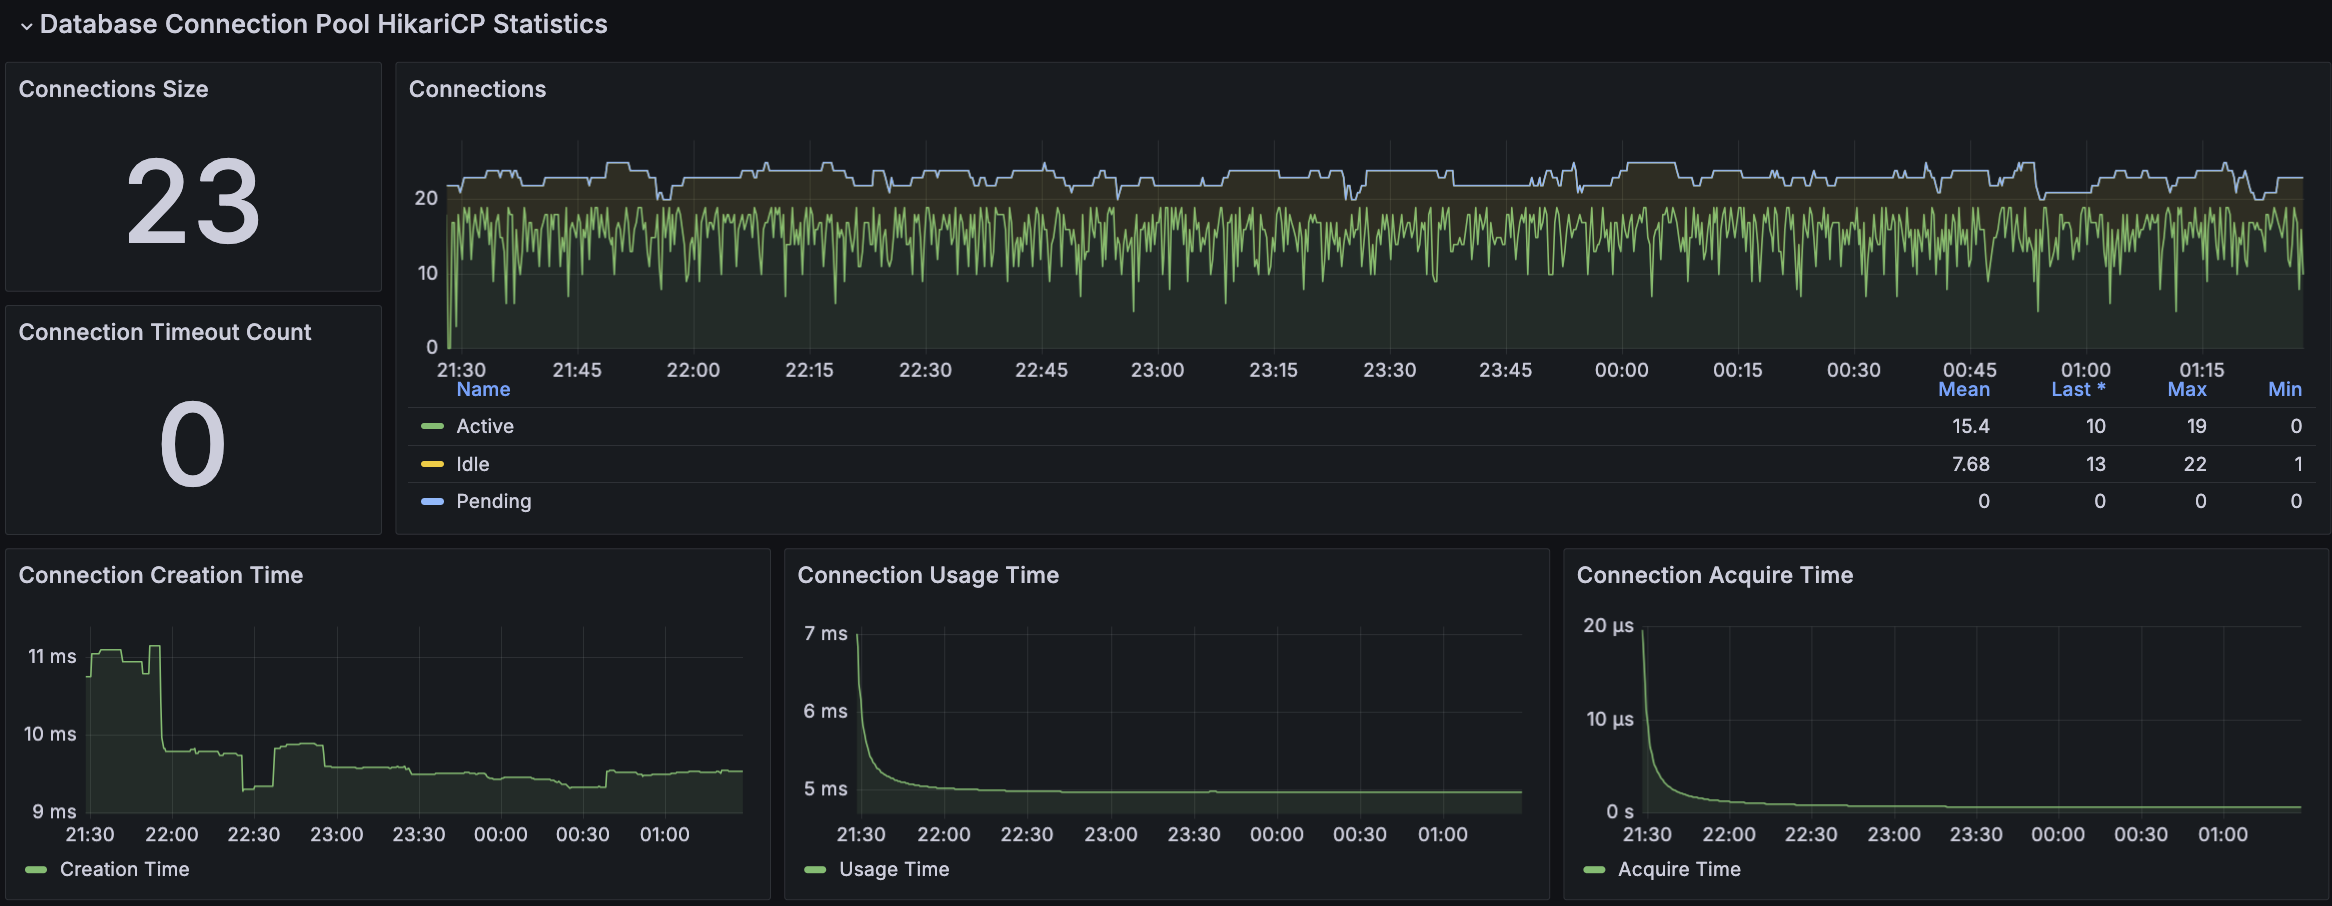 Database Connection Pool HikariCP Statistics
Connections Size
23
Connection Timeout Count
0
Connections
20
10
0
21:30 21:45 22:00 22:15 22:30 22:45 23:00 23:15 23:30 23:45 00:00 00:15 00:30 00:45 01:00 01:15
Name Mean Last * Max Min
Active 15.4 10 19 0
Idle 7.68 13 22 1
Pending 0 0 0 0
Connection Creation Time
11 ms
10 ms
9 ms
21:30 22:00 22:30 23:00 23:30 00:00 00:30 01:00
Creation Time
Connection Usage Time
7 ms
6 ms
5 ms
21:30 22:00 22:30 23:00 23:30 00:00 00:30 01:00
Usage Time
Connection Acquire Time
20 µs
10 µs
0 s
21:30 22:00 22:30 23:00 23:30 00:00 00:30 01:00
Acquire Time